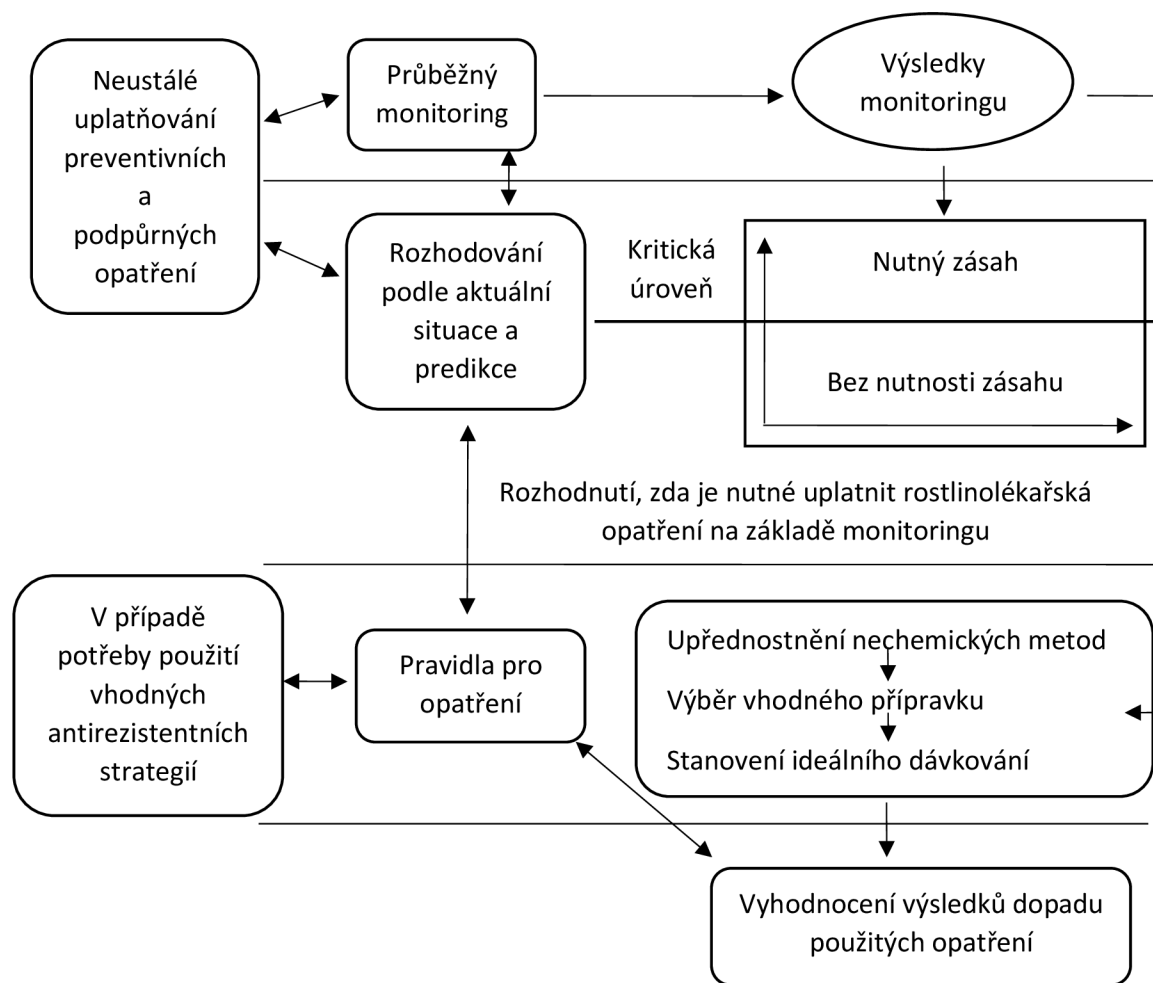 Neustálé
uplatňování
preventivních
a
podpůrných
opatření
Průběžný
monitoring
Výsledky
monitoringu
Rozhodování
podle aktuální
situace a
predikce
Kritická
úroveň
Nutný zásah
Bez nutnosti zásahu
Rozhodnutí, zda je nutné uplatnit rostlinolékařská
opatření na základě monitoringu
V případě
potřeby použití
vhodných
antirezistentních
strategií
Pravidla pro
opatření
Upřednostnění nechemických metod
Výběr vhodného přípravku
Stanovení ideálního dávkování
Vyhodnocení výsledků dopadu
použitých opatření